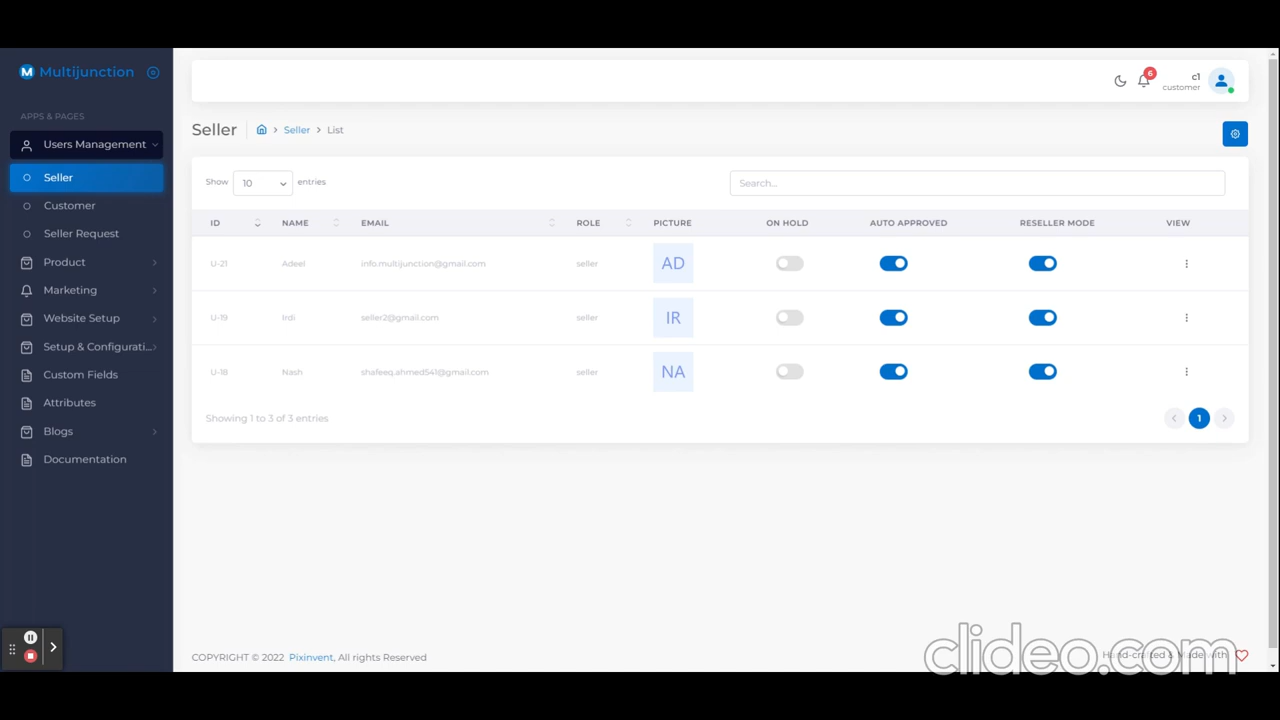 Multijunction
APPS & PAGES
Users Management
Seller
Customer
Seller Request
Product
Marketing
Website Setup
Setup & Configurati...
Custom Fields
Attributes
Blogs
Documentation
6
c1
customer
Seller
Seller > List
Show 10 entries
Search...
ID NAME EMAIL ROLE PICTURE ON HOLD AUTO APPROVED RESELLER MODE VIEW
U-21 Adeel info.multijunction@gmail.com seller AD
U-19 Irdi seller2@gmail.com seller IR
U-18 Nash shafeeq.ahmed541@gmail.com seller NA
Showing 1 to 3 of 3 entries
1
COPYRIGHT © 2022 Pixinvent, All rights Reserved
Hand-crafted & Made with
clideo.com